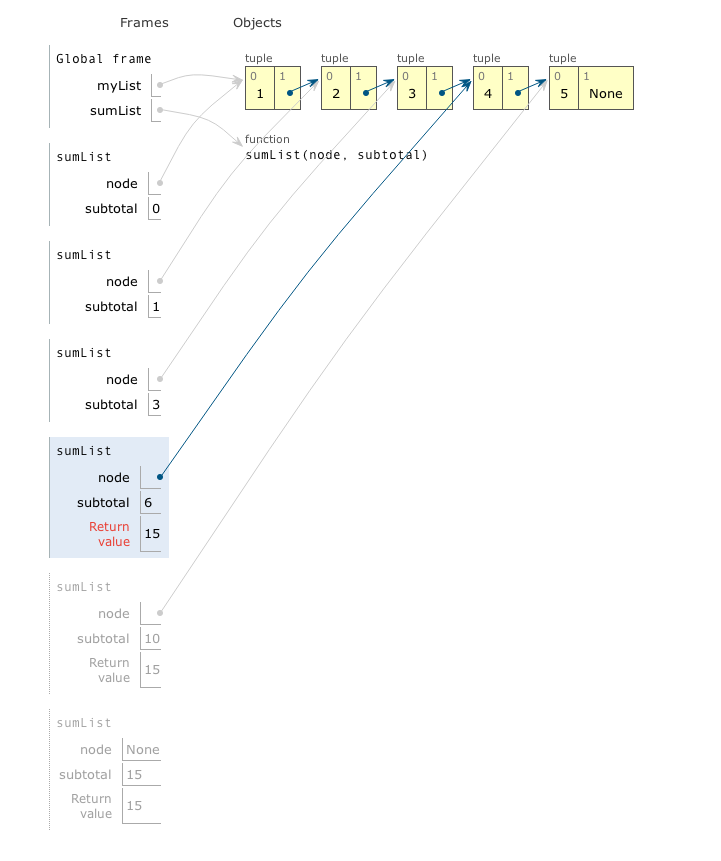 Frames Objects
Global frame
myList
sumList
tuple tuple tuple tuple tuple
0 1 0 1 0 1 0 1 0 1
1 2 3 4 5 None
function
sumList(node, subtotal)
sumList
node
subtotal 0
sumList
node
subtotal 1
sumList
node
subtotal 3
sumList
node
subtotal 6
Return
value 15
sumList
node
subtotal 10
Return
value 15
sumList
node None
subtotal 15
Return
value 15